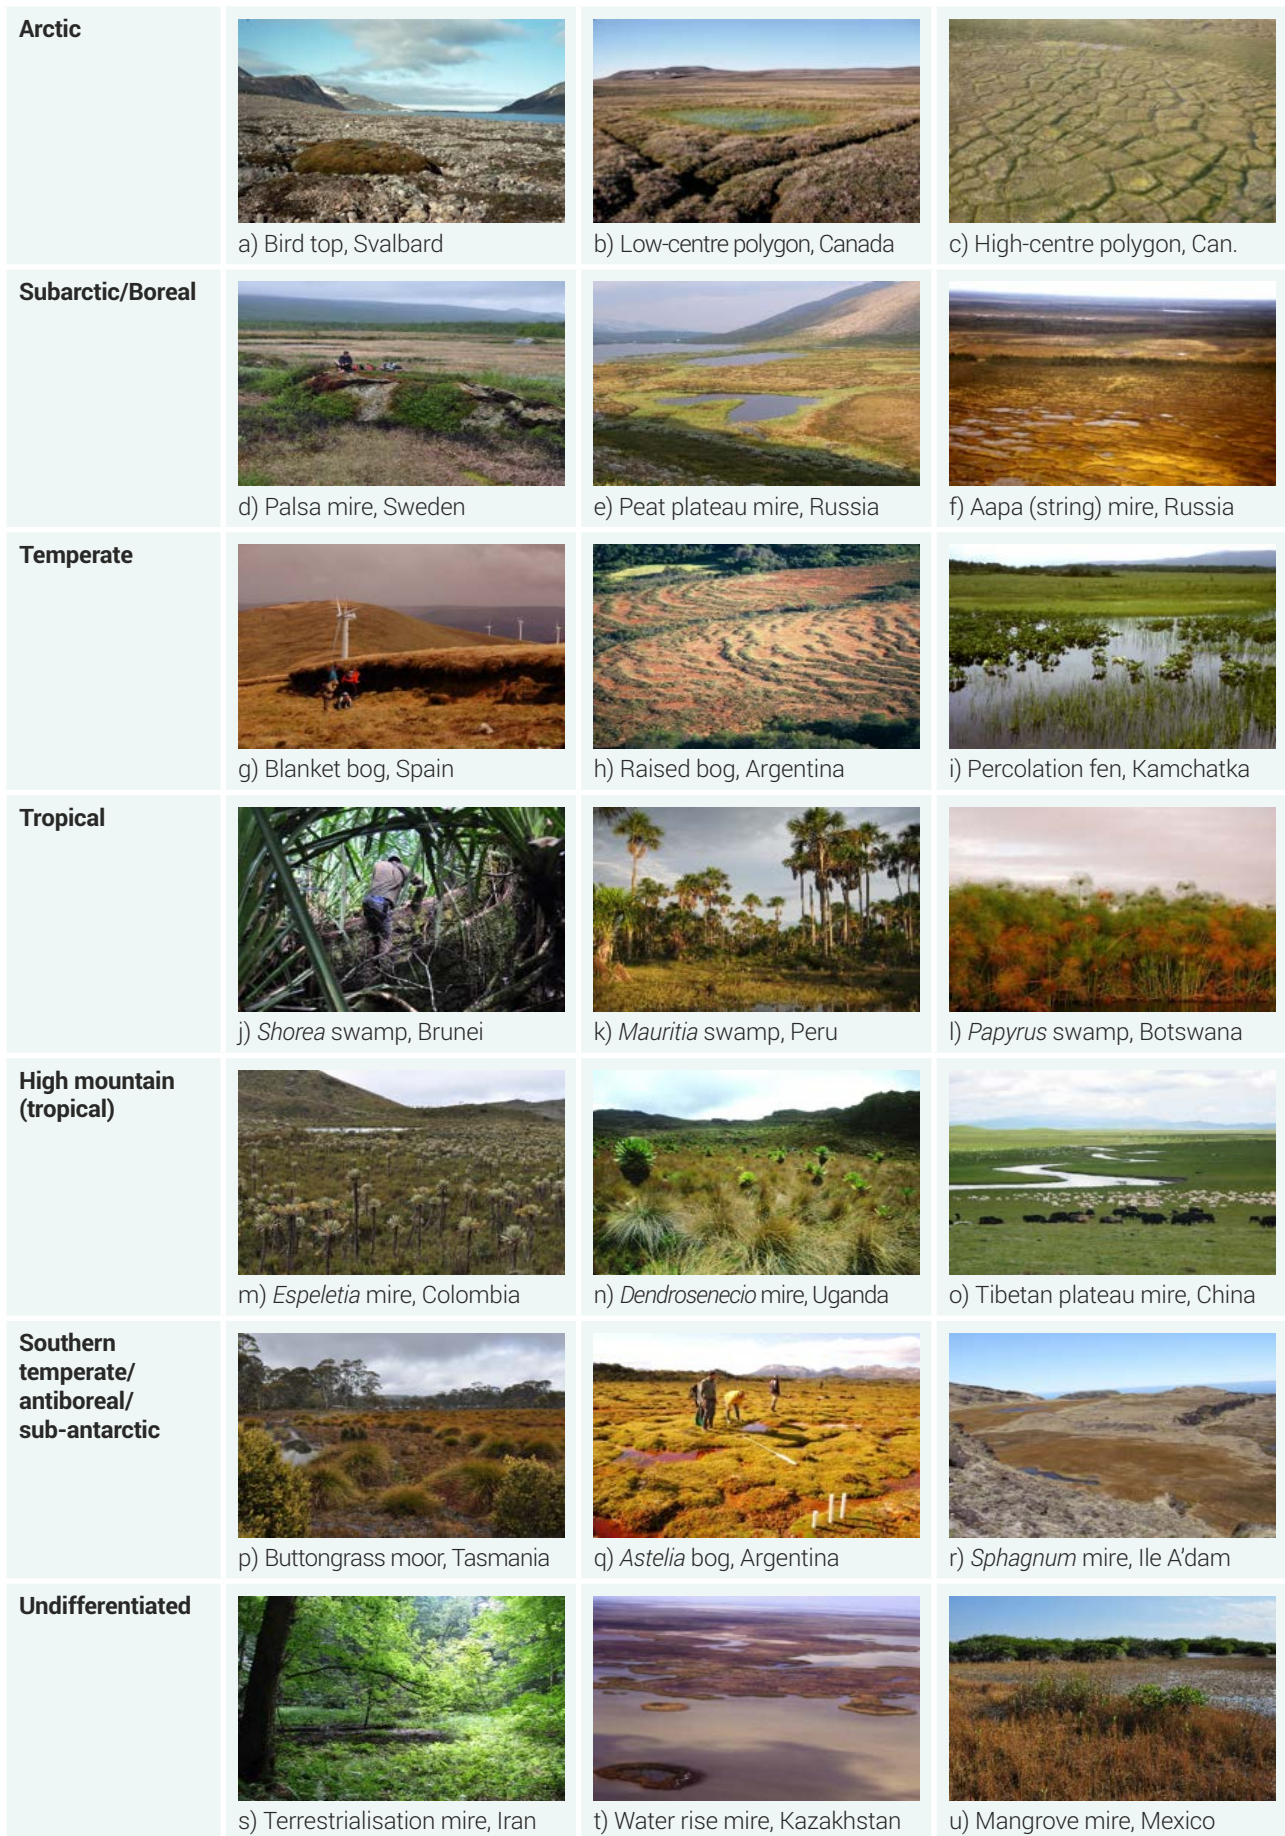 Arctic
a) Bird top, Svalbard
b) Low-centre polygon, Canada
c) High-centre polygon, Can.
Subarctic/Boreal
d) Palsa mire, Sweden
e) Peat plateau mire, Russia
f) Aapa (string) mire, Russia
Temperate
g) Blanket bog, Spain
h) Raised bog, Argentina
i) Percolation fen, Kamchatka
Tropical
j) Shorea swamp, Brunei
k) Mauritia swamp, Peru
l) Papyrus swamp, Botswana
High mountain
(tropical)
m) Espeletia mire, Colombia
n) Dendrosenecio mire, Uganda
o) Tibetan plateau mire, China
Southern
temperate/
antiboreal/
sub-antarctic
p) Buttongrass moor, Tasmania
q) Astelia bog, Argentina
r) Sphagnum mire, Ile A'dam
Undifferentiated
s) Terrestrialisation mire, Iran
t) Water rise mire, Kazakhstan
u) Mangrove mire, Mexico